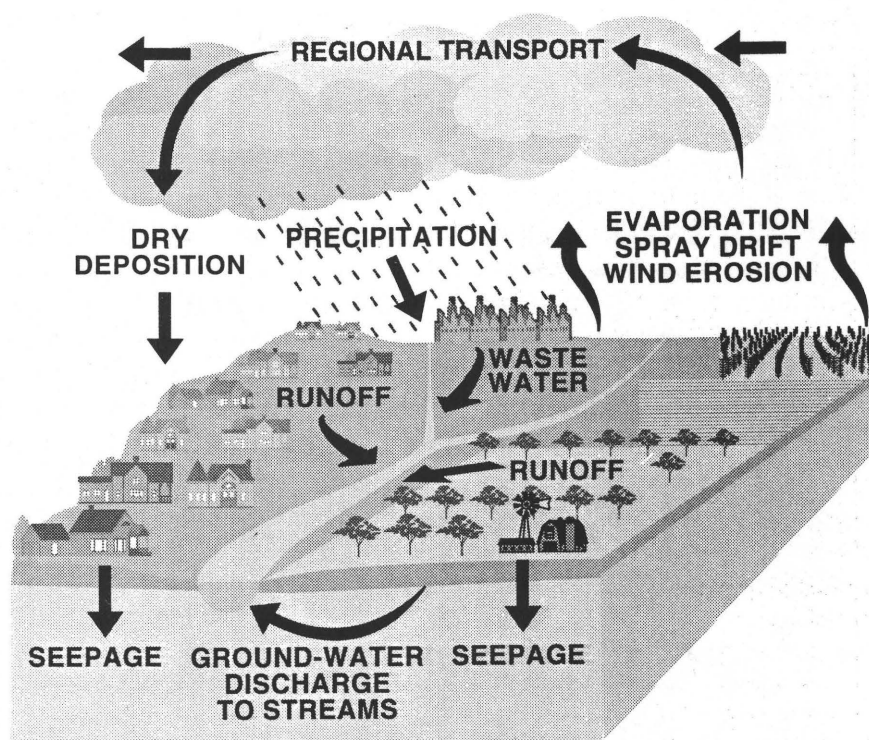 REGIONAL TRANSPORT
DRY
DEPOSITION
PRECIPITATION
EVAPORATION
SPRAY DRIFT
WIND EROSION
WASTE
WATER
RUNOFF
RUNOFF
SEEPAGE
GROUND-WATER
DISCHARGE
TO STREAMS
SEEPAGE